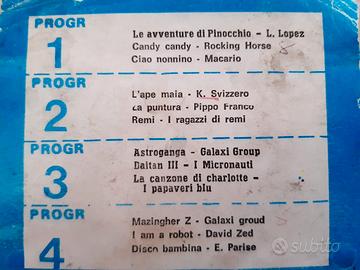 PROGR
1
Le avventure di Pinocchio - L. Lopez
Candy candy - Rocking Horse
Ciao nonnino - Macario
PROGR
2
L'ape maia - K. Svizzero
La puntura - Pippo Franco
Remi - I ragazzi di remi
PROGR
3
Astroganga - Galaxi Group
Daitan III - I Micronauti
La canzone di charlotte -
I papaveri blu
PROGR
4
Mazingher Z - Galaxi groud
I am a robot - David Zed
Disco bambina - E. Parise
subito